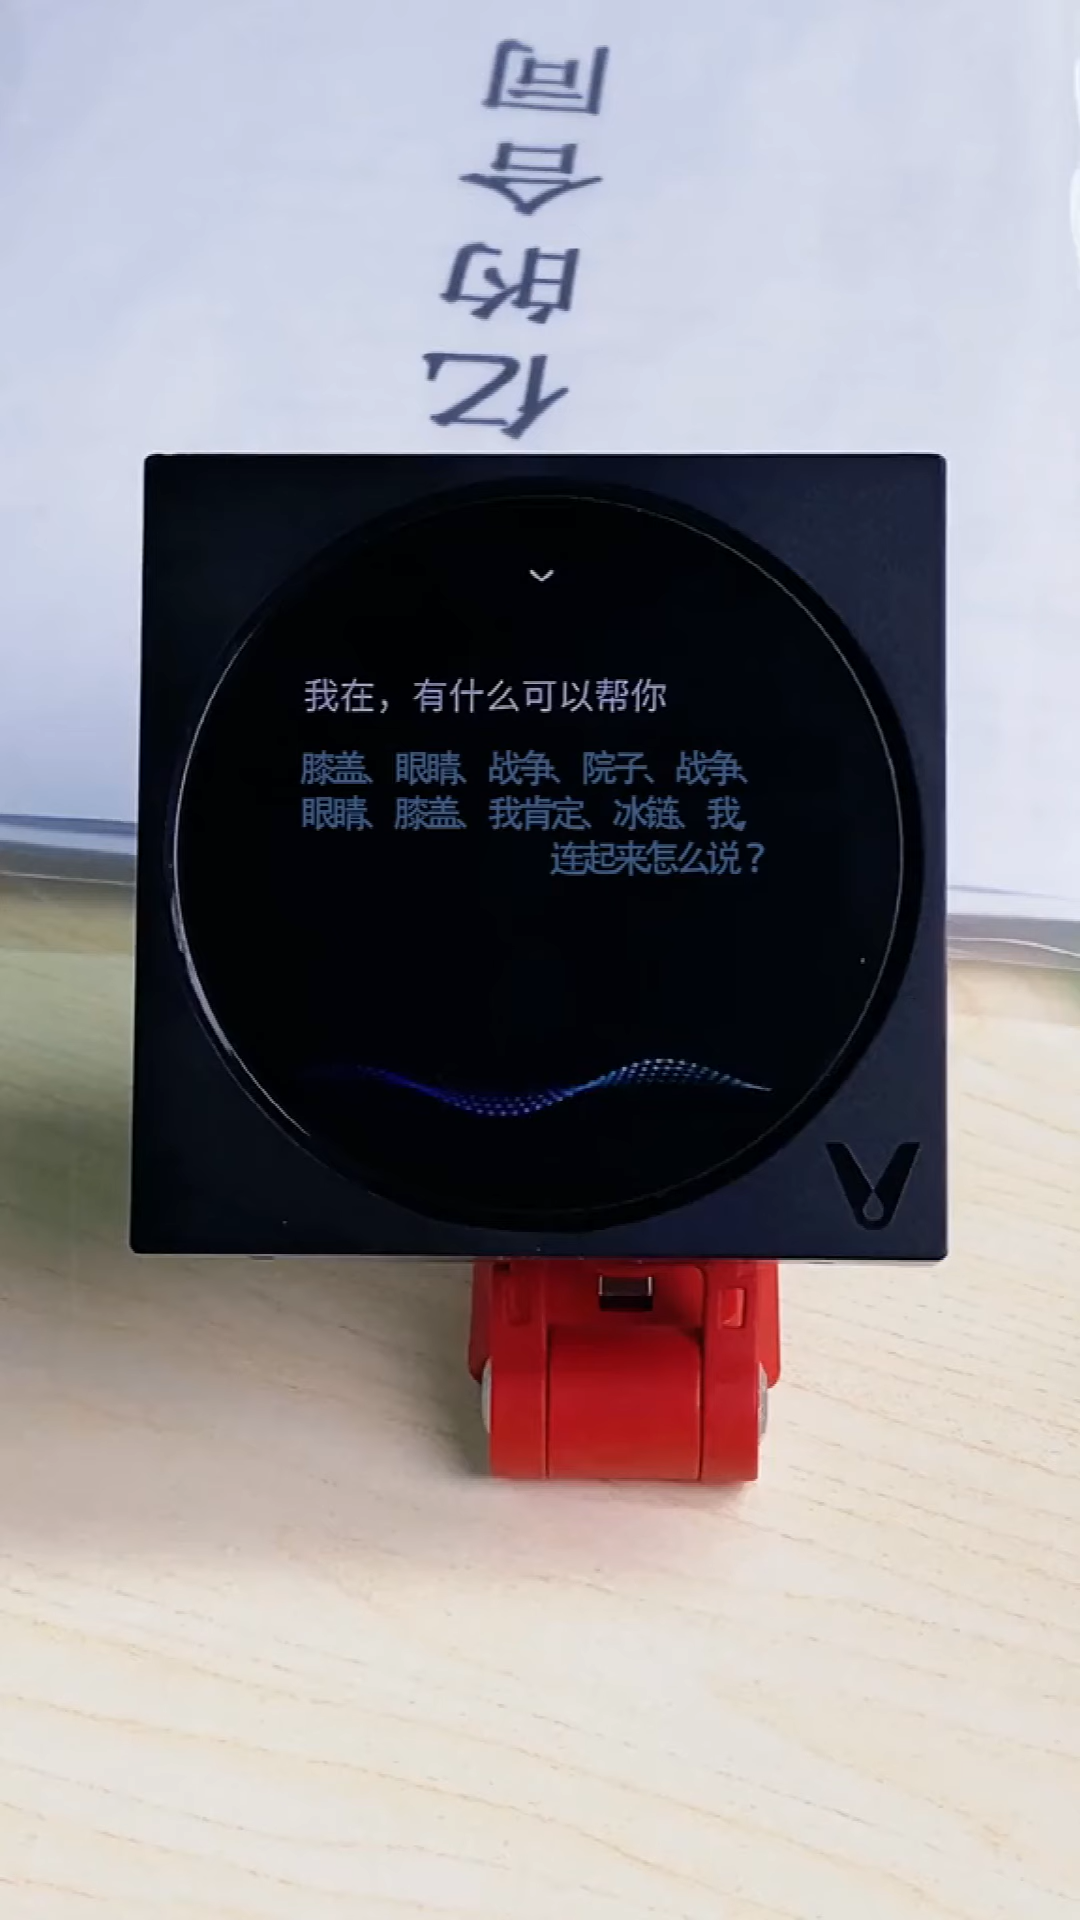 亿的合同
我在，有什么可以帮你
膝盖、眼睛、战争、院子、战争、
眼睛、膝盖、我肯定、冰链、我，
连起来怎么说？